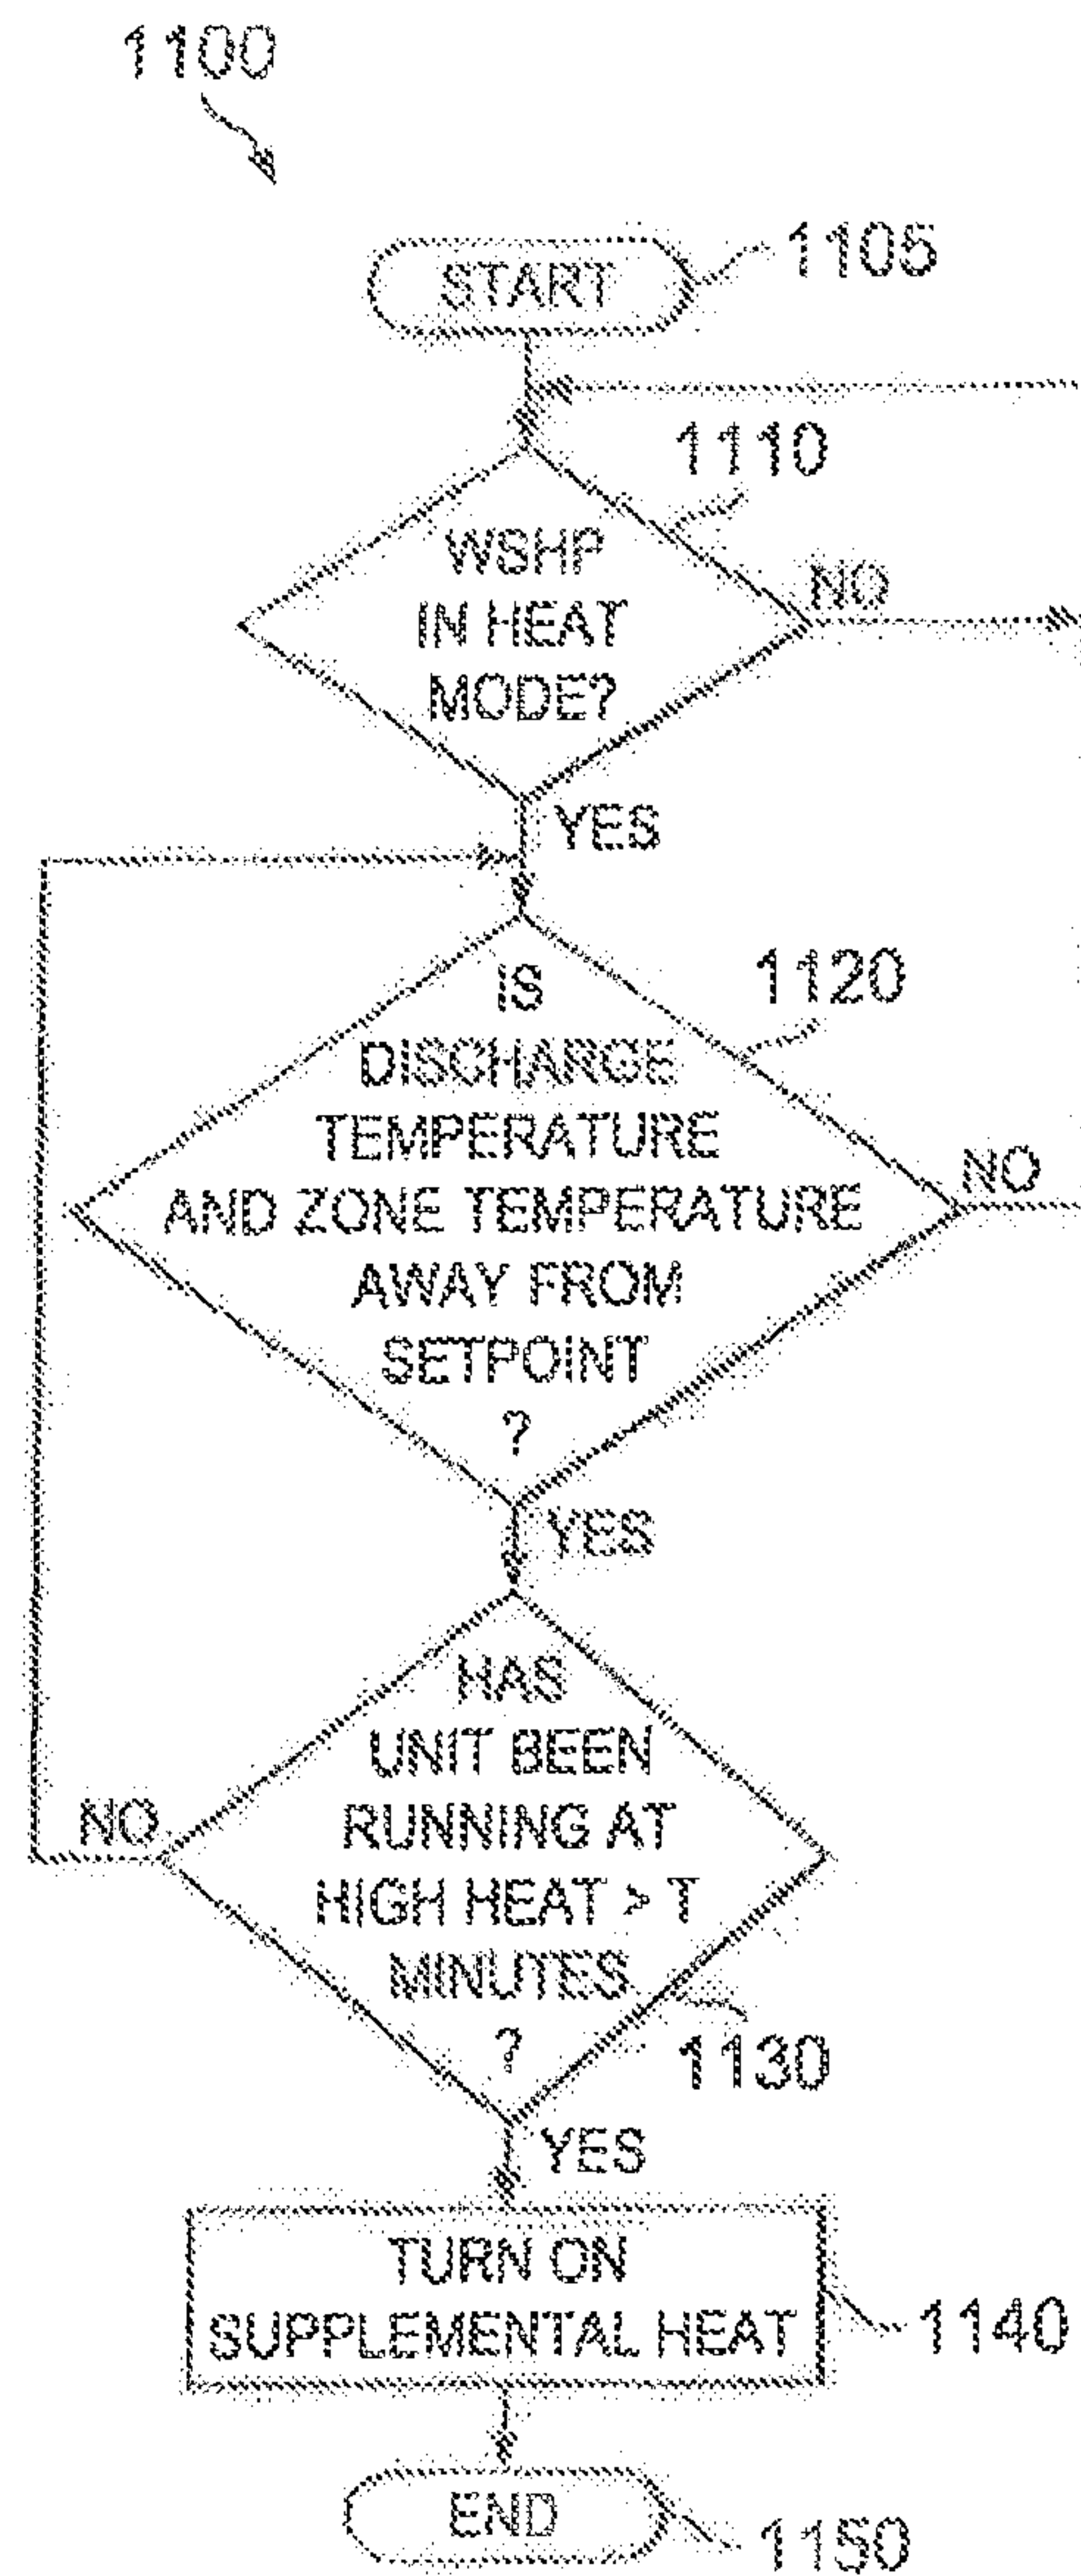 1100
START
1105
1110
WSHP
IN HEAT
MODE?
NO
YES
1120
IS
DISCHARGE
TEMPERATURE
AND ZONE TEMPERATURE
AWAY FROM
SETPOINT
?
NO
YES
HAS
UNIT BEEN
RUNNING AT
HIGH HEAT > T
MINUTES
?
NO
1130
YES
TURN ON
SUPPLEMENTAL HEAT
1140
END
1150